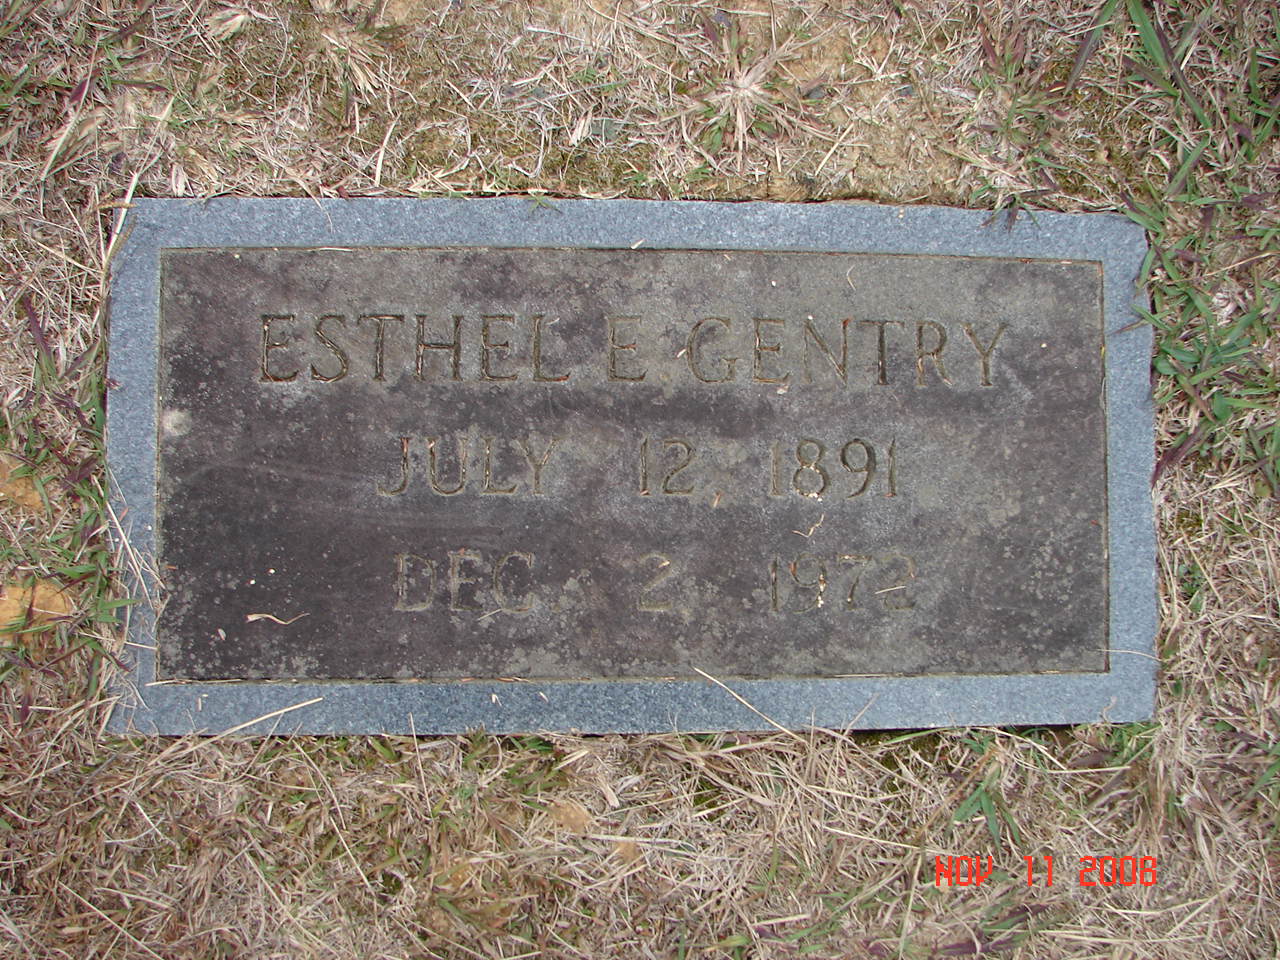 ESTHEL E. GENTRY
JULY 12, 1891
DEC. 2 1972
NOV 11 2008